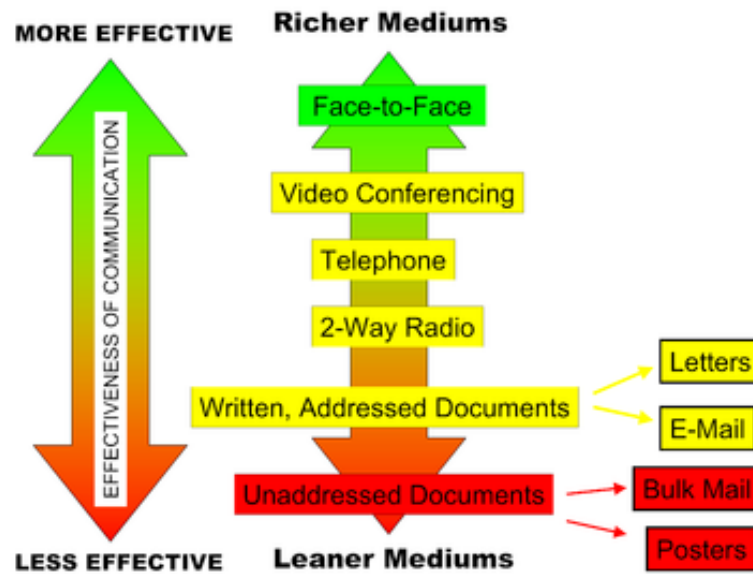 MORE EFFECTIVE
Richer Mediums
EFFECTIVENESS OF COMMUNICATION
Face-to-Face
Video Conferencing
Telephone
2-Way Radio
Written, Addressed Documents
Letters
E-Mail
Unaddressed Documents
Bulk Mail
Posters
LESS EFFECTIVE
Leaner Mediums